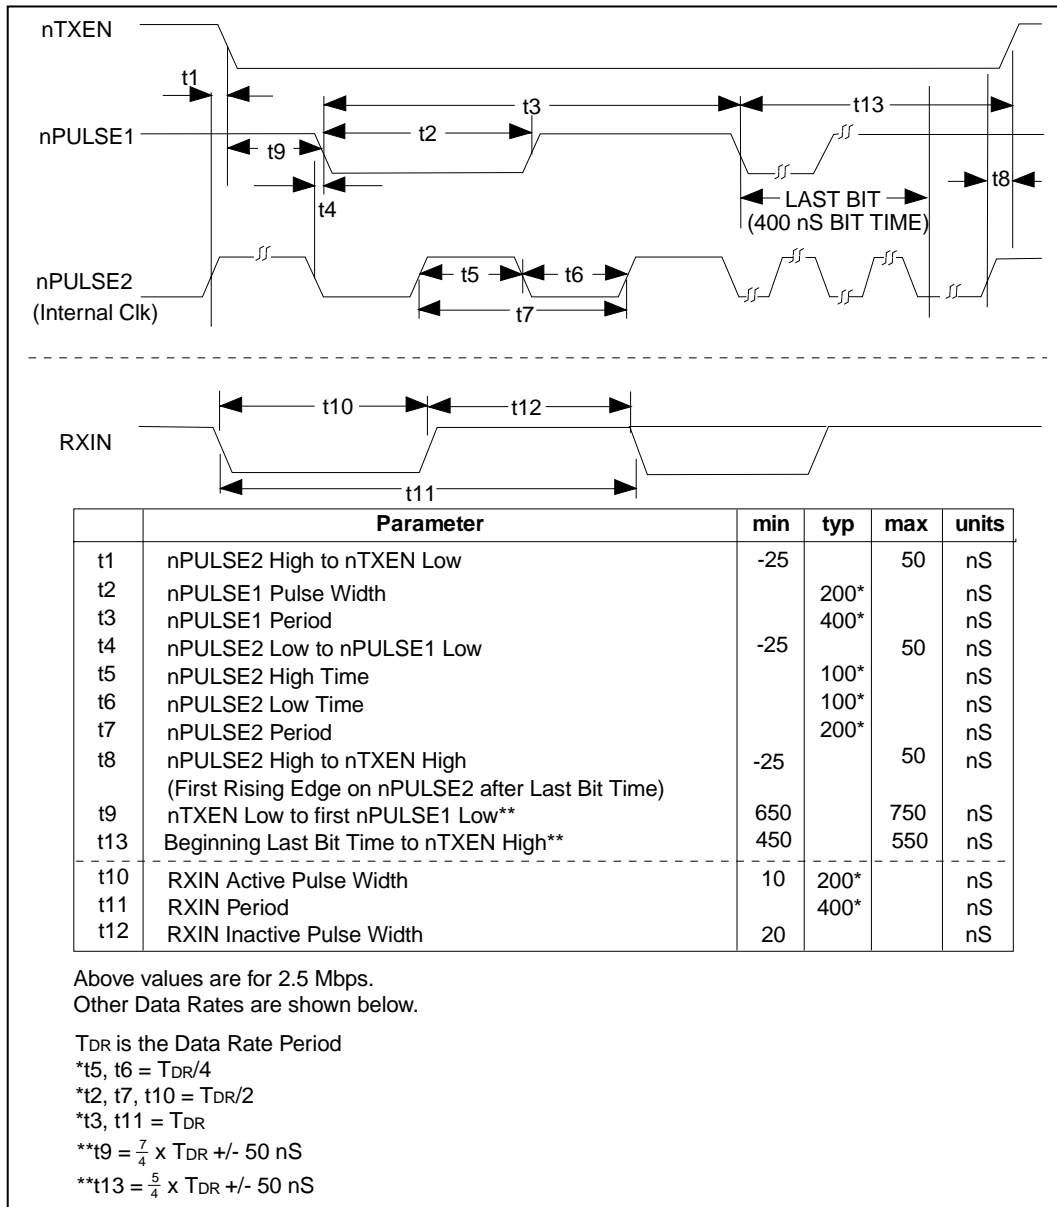 nTXEN
t1
t3
t13
nPULSE1
t2
t9
t4
t8
LAST BIT
(400 nS BIT TIME)
nPULSE2
(Internal Clk)
t5
t6
t7
t10
t12
RXIN
t11
Parameter min typ max units
t1 nPULSE2 High to nTXEN Low -25 50 nS
t2 nPULSE1 Pulse Width 200* nS
t3 nPULSE1 Period 400* nS
t4 nPULSE2 Low to nPULSE1 Low -25 50 nS
t5 nPULSE2 High Time 100* nS
t6 nPULSE2 Low Time 100* nS
t7 nPULSE2 Period 200* nS
t8 nPULSE2 High to nTXEN High -25 50 nS
(First Rising Edge on nPULSE2 after Last Bit Time)
t9 nTXEN Low to first nPULSE1 Low** 650 750 nS
t13 Beginning Last Bit Time to nTXEN High** 450 550 nS
t10 RXIN Active Pulse Width 10 200* nS
t11 RXIN Period 400* nS
t12 RXIN Inactive Pulse Width 20 nS
Above values are for 2.5 Mbps.
Other Data Rates are shown below.
TDR is the Data Rate Period
*t5, t6 = TDR/4
*t2, t7, t10 = TDR/2
*t3, t11 = TDR
**t9 = 7/4 x TDR +/- 50 nS
**t13 = 5/4 x TDR +/- 50 nS